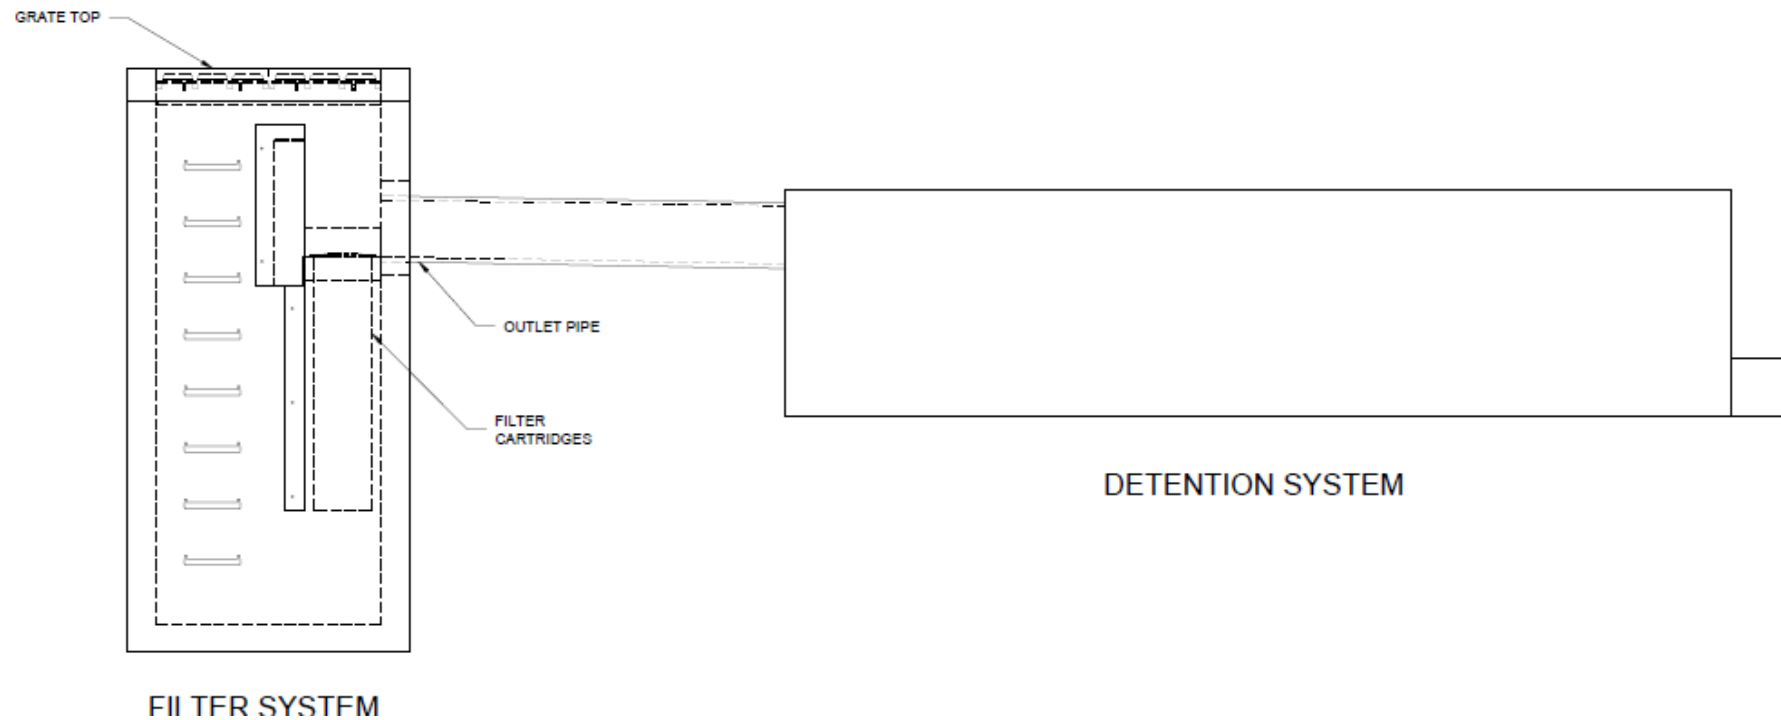 GRATE TOP
OUTLET PIPE
FILTER
CARTRIDGES
DETENTION SYSTEM
FILTER SYSTEM